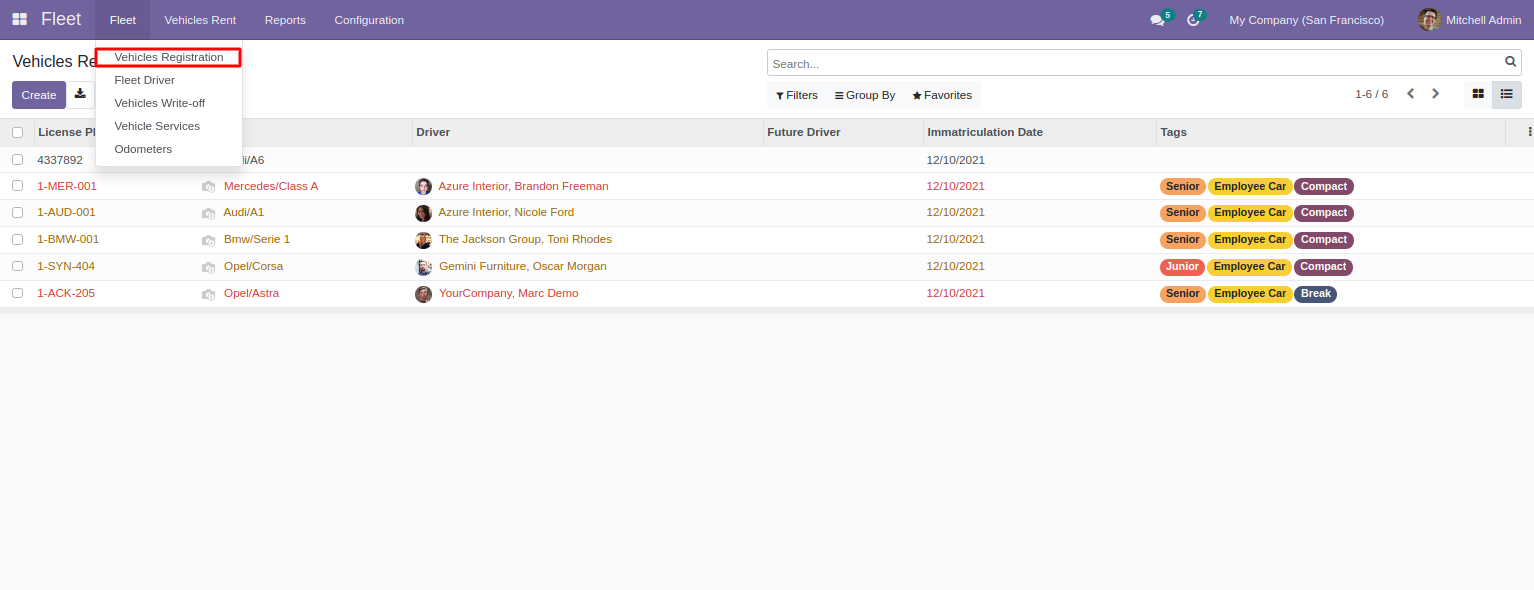 Fleet Fleet Vehicles Rent Reports Configuration 5 7 My Company (San Francisco) Mitchell Admin
Vehicles Re
Vehicles Registration
Fleet Driver
Vehicles Write-off
Vehicle Services
Odometers
Search...
Create
Filters Group By Favorites 1-6 / 6
License Pl Driver Future Driver Immatriculation Date Tags
4337892 di/A6 12/10/2021
1-MER-001 Mercedes/Class A Azure Interior, Brandon Freeman 12/10/2021 Senior Employee Car Compact
1-AUD-001 Audi/A1 Azure Interior, Nicole Ford 12/10/2021 Senior Employee Car Compact
1-BMW-001 Bmw/Serie 1 The Jackson Group, Toni Rhodes 12/10/2021 Senior Employee Car Compact
1-SYN-404 Opel/Corsa Gemini Furniture, Oscar Morgan 12/10/2021 Junior Employee Car Compact
1-ACK-205 Opel/Astra YourCompany, Marc Demo 12/10/2021 Senior Employee Car Break